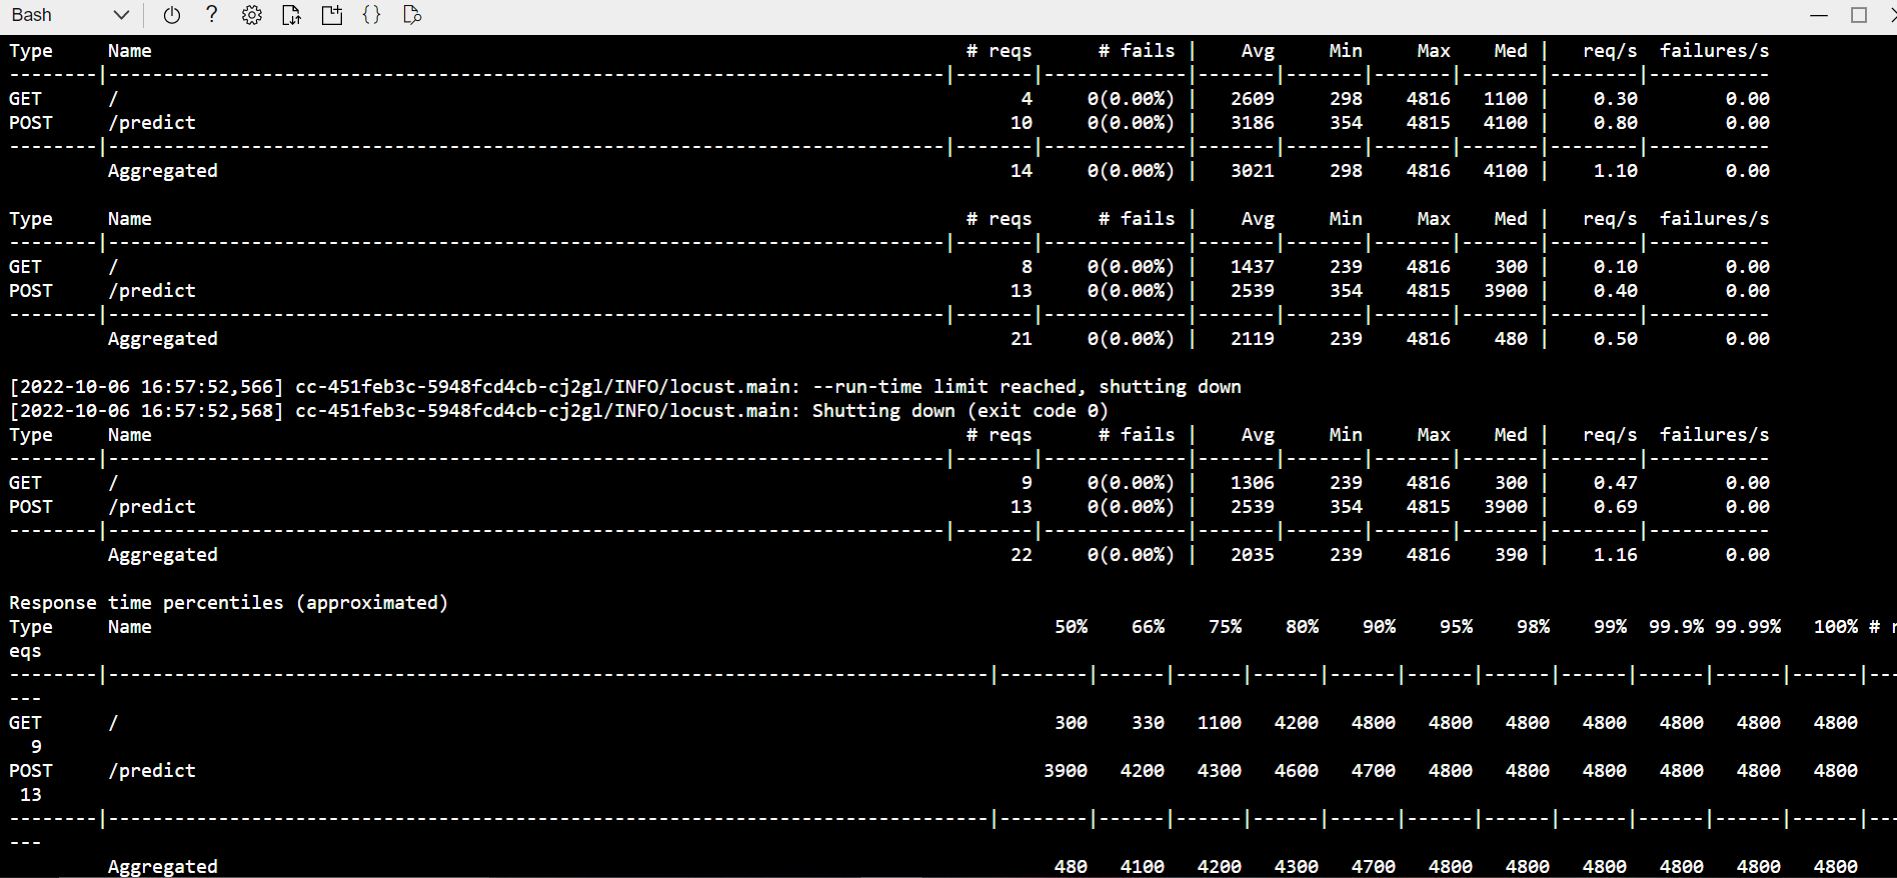 Bash
Type Name # reqs # fails | Avg Min Max Med | req/s failures/s
--------|----------------------------------------------------------------------------|-------|-------------|-------|-------|-------|-------|--------|-----------
GET / 4 0(0.00%) | 2609 298 4816 1100 | 0.30 0.00
POST /predict 10 0(0.00%) | 3186 354 4815 4100 | 0.80 0.00
--------|----------------------------------------------------------------------------|-------|-------------|-------|-------|-------|-------|--------|-----------
Aggregated 14 0(0.00%) | 3021 298 4816 4100 | 1.10 0.00
Type Name # reqs # fails | Avg Min Max Med | req/s failures/s
--------|----------------------------------------------------------------------------|-------|-------------|-------|-------|-------|-------|--------|-----------
GET / 8 0(0.00%) | 1437 239 4816 300 | 0.10 0.00
POST /predict 13 0(0.00%) | 2539 354 4815 3900 | 0.40 0.00
--------|----------------------------------------------------------------------------|-------|-------------|-------|-------|-------|-------|--------|-----------
Aggregated 21 0(0.00%) | 2119 239 4816 480 | 0.50 0.00
[2022-10-06 16:57:52,566] cc-451feb3c-5948fcd4cb-cj2gl/INFO/locust.main: --run-time limit reached, shutting down
[2022-10-06 16:57:52,568] cc-451feb3c-5948fcd4cb-cj2gl/INFO/locust.main: Shutting down (exit code 0)
Type Name # reqs # fails | Avg Min Max Med | req/s failures/s
--------|----------------------------------------------------------------------------|-------|-------------|-------|-------|-------|-------|--------|-----------
GET / 9 0(0.00%) | 1306 239 4816 300 | 0.47 0.00
POST /predict 13 0(0.00%) | 2539 354 4815 3900 | 0.69 0.00
--------|----------------------------------------------------------------------------|-------|-------------|-------|-------|-------|-------|--------|-----------
Aggregated 22 0(0.00%) | 2035 239 4816 390 | 1.16 0.00
Response time percentiles (approximated)
Type Name 50% 66% 75% 80% 90% 95% 98% 99% 99.9% 99.99% 100% # r
eqs
--------|--------------------------------------------------------------------------------|--------|------|------|------|------|------|------|------|------|------|------|---
---
GET / 300 330 1100 4200 4800 4800 4800 4800 4800 4800 4800
9
POST /predict 3900 4200 4300 4600 4700 4800 4800 4800 4800 4800 4800
13
--------|--------------------------------------------------------------------------------|--------|------|------|------|------|------|------|------|------|------|------|---
---
Aggregated 480 4100 4200 4300 4700 4800 4800 4800 4800 4800 4800